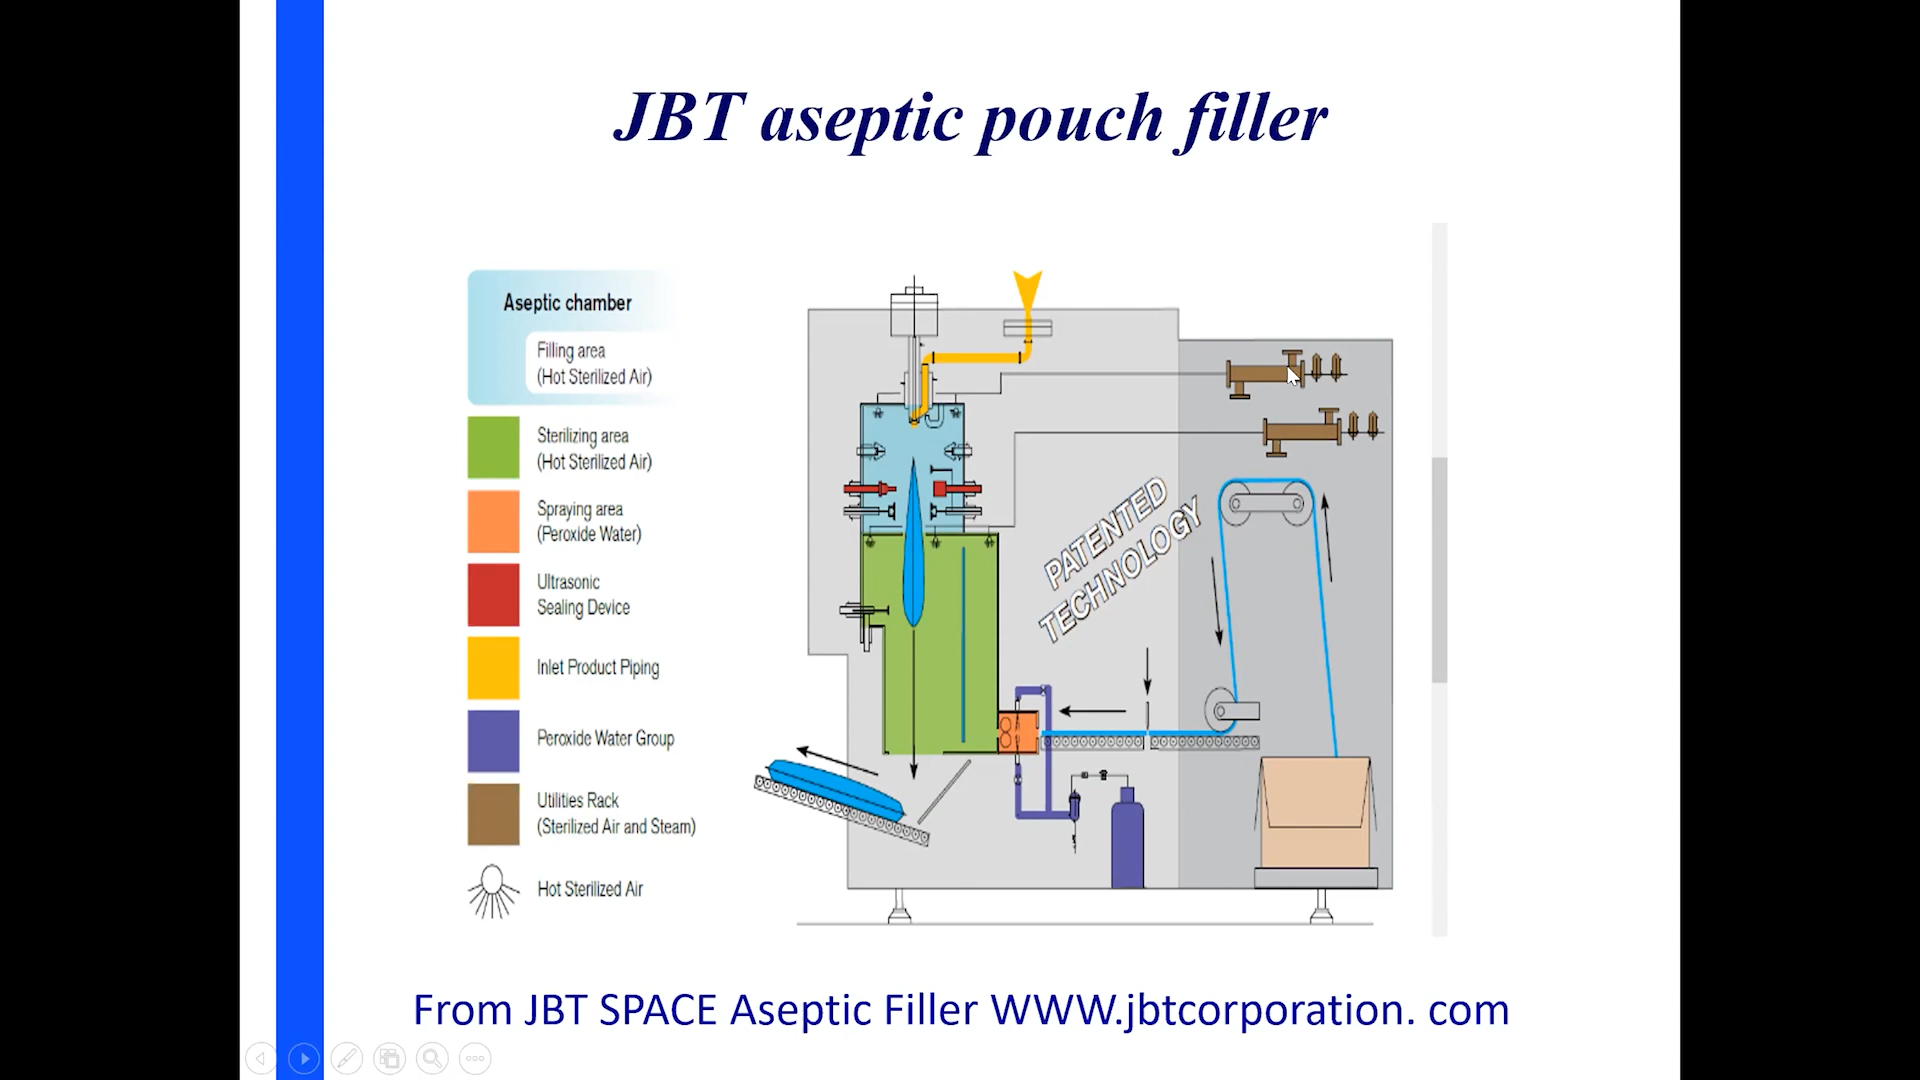 JBT aseptic pouch filler
Aseptic chamber
Filling area
(Hot Sterilized Air)
Sterilizing area
(Hot Sterilized Air)
Spraying area
(Peroxide Water)
Ultrasonic
Sealing Device
Inlet Product Piping
Peroxide Water Group
Utilities Rack
(Sterilized Air and Steam)
Hot Sterilized Air
PATENTED
TECHNOLOGY
From JBT SPACE Aseptic Filler WWW.jbtcorporation. com